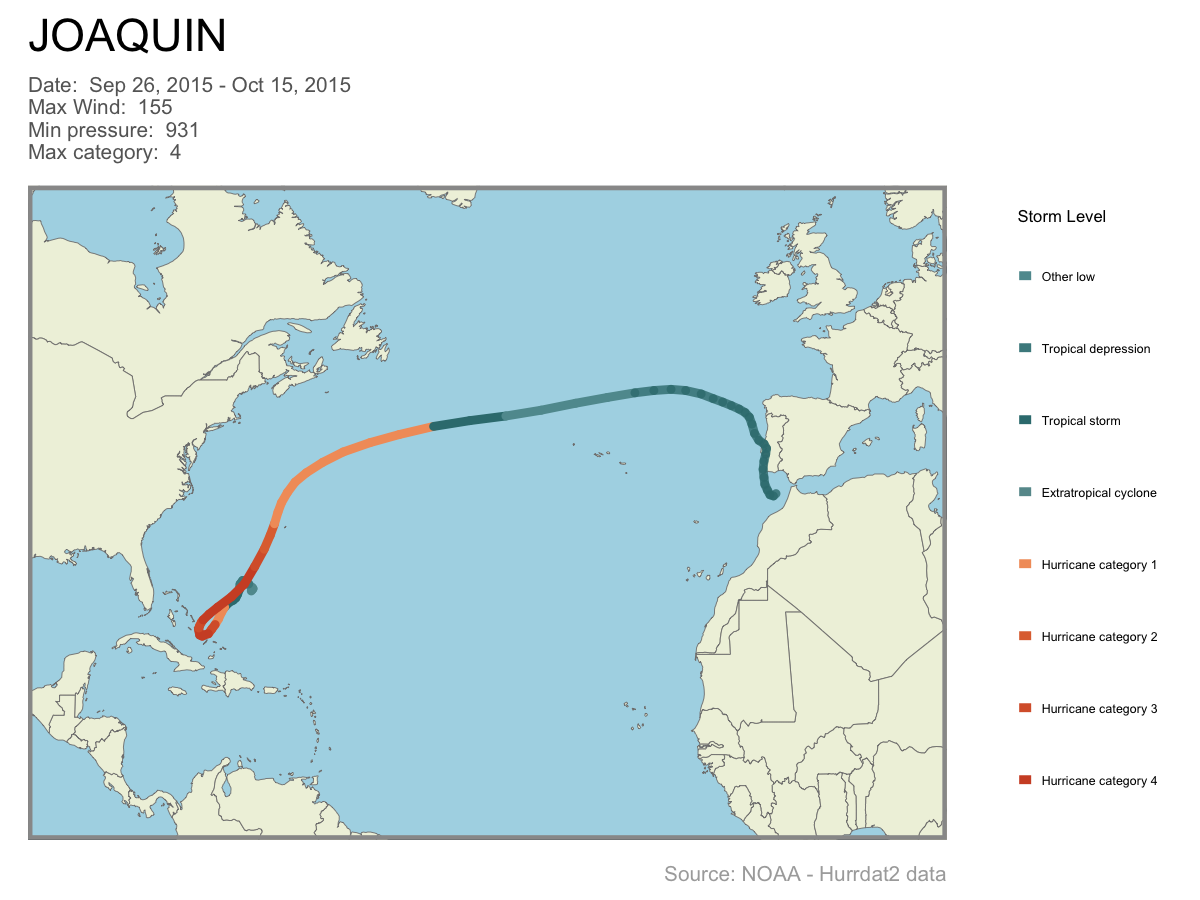 JOAQUIN
Date:  Sep 26, 2015 - Oct 15, 2015
Max Wind:  155
Min pressure:  931
Max category:  4
Storm Level
Other low
Tropical depression
Tropical storm
Extratropical cyclone
Hurricane category 1
Hurricane category 2
Hurricane category 3
Hurricane category 4
Source: NOAA - Hurrdat2 data